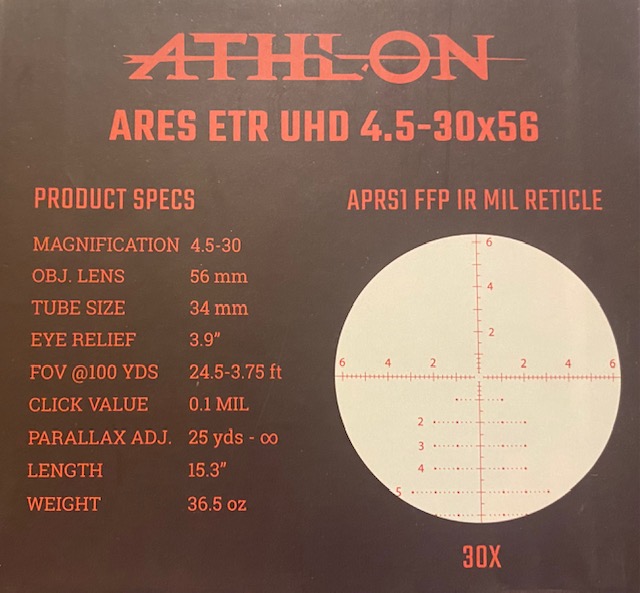 ATHLON
ARES ETR UHD 4.5-30x56
PRODUCT SPECS
MAGNIFICATION 4.5-30
OBJ. LENS 56 mm
TUBE SIZE 34 mm
EYE RELIEF 3.9”
FOV @100 YDS 24.5-3.75 ft
CLICK VALUE 0.1 MIL
PARALLAX ADJ. 25 yds - ∞
LENGTH 15.3”
WEIGHT 36.5 oz
APRS1 FFP IR MIL RETICLE
6
4
2
6 4 2 2 4 6
2
3
4
5
30X